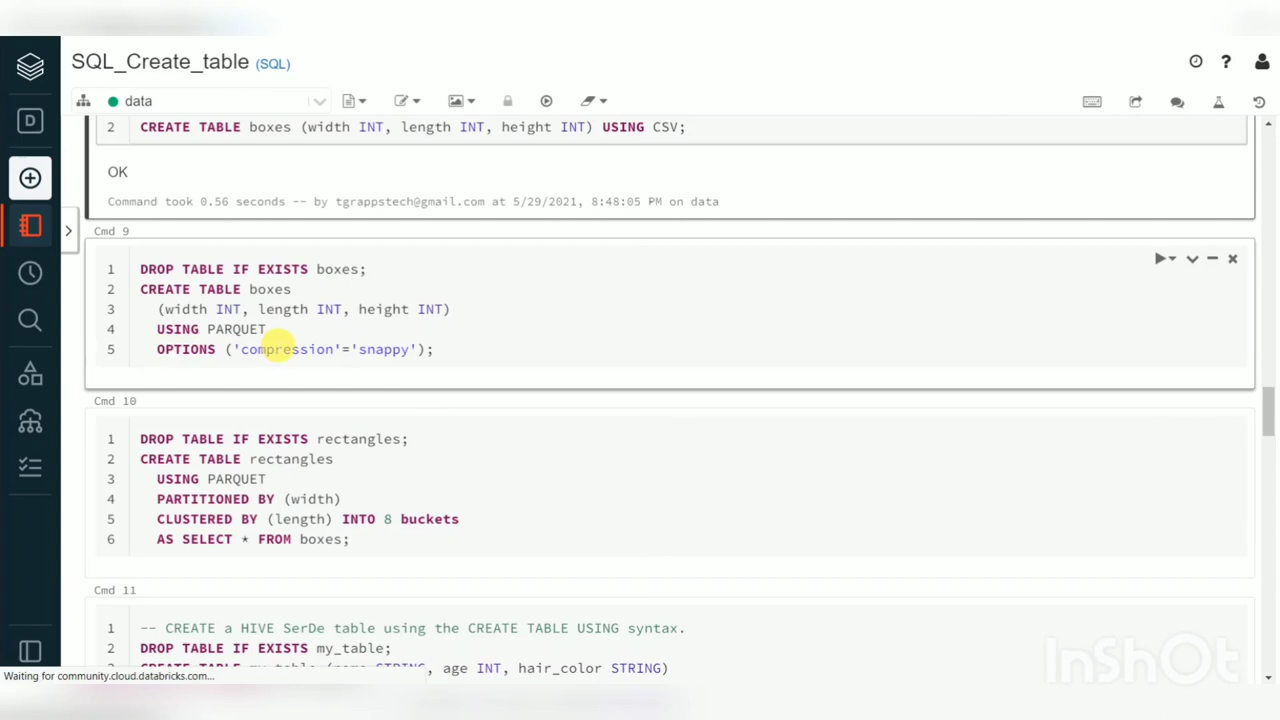 SQL_Create_table (SQL)
data
2 CREATE TABLE boxes (width INT, length INT, height INT) USING CSV;
OK
Command took 0.56 seconds -- by tgrappstech@gmail.com at 5/29/2021, 8:48:05 PM on data
Cmd 9
1 DROP TABLE IF EXISTS boxes;
2 CREATE TABLE boxes
3 (width INT, length INT, height INT)
4 USING PARQUET
5 OPTIONS ('compression'='snappy');
Cmd 10
1 DROP TABLE IF EXISTS rectangles;
2 CREATE TABLE rectangles
3 USING PARQUET
4 PARTITIONED BY (width)
5 CLUSTERED BY (length) INTO 8 buckets
6 AS SELECT * FROM boxes;
Cmd 11
1 -- CREATE a HIVE SerDe table using the CREATE TABLE USING syntax.
2 DROP TABLE IF EXISTS my_table;
3 CREATE TABLE my_table (name STRING, age INT, hair_color STRING)
Waiting for community.cloud.databricks.com...
InShOt